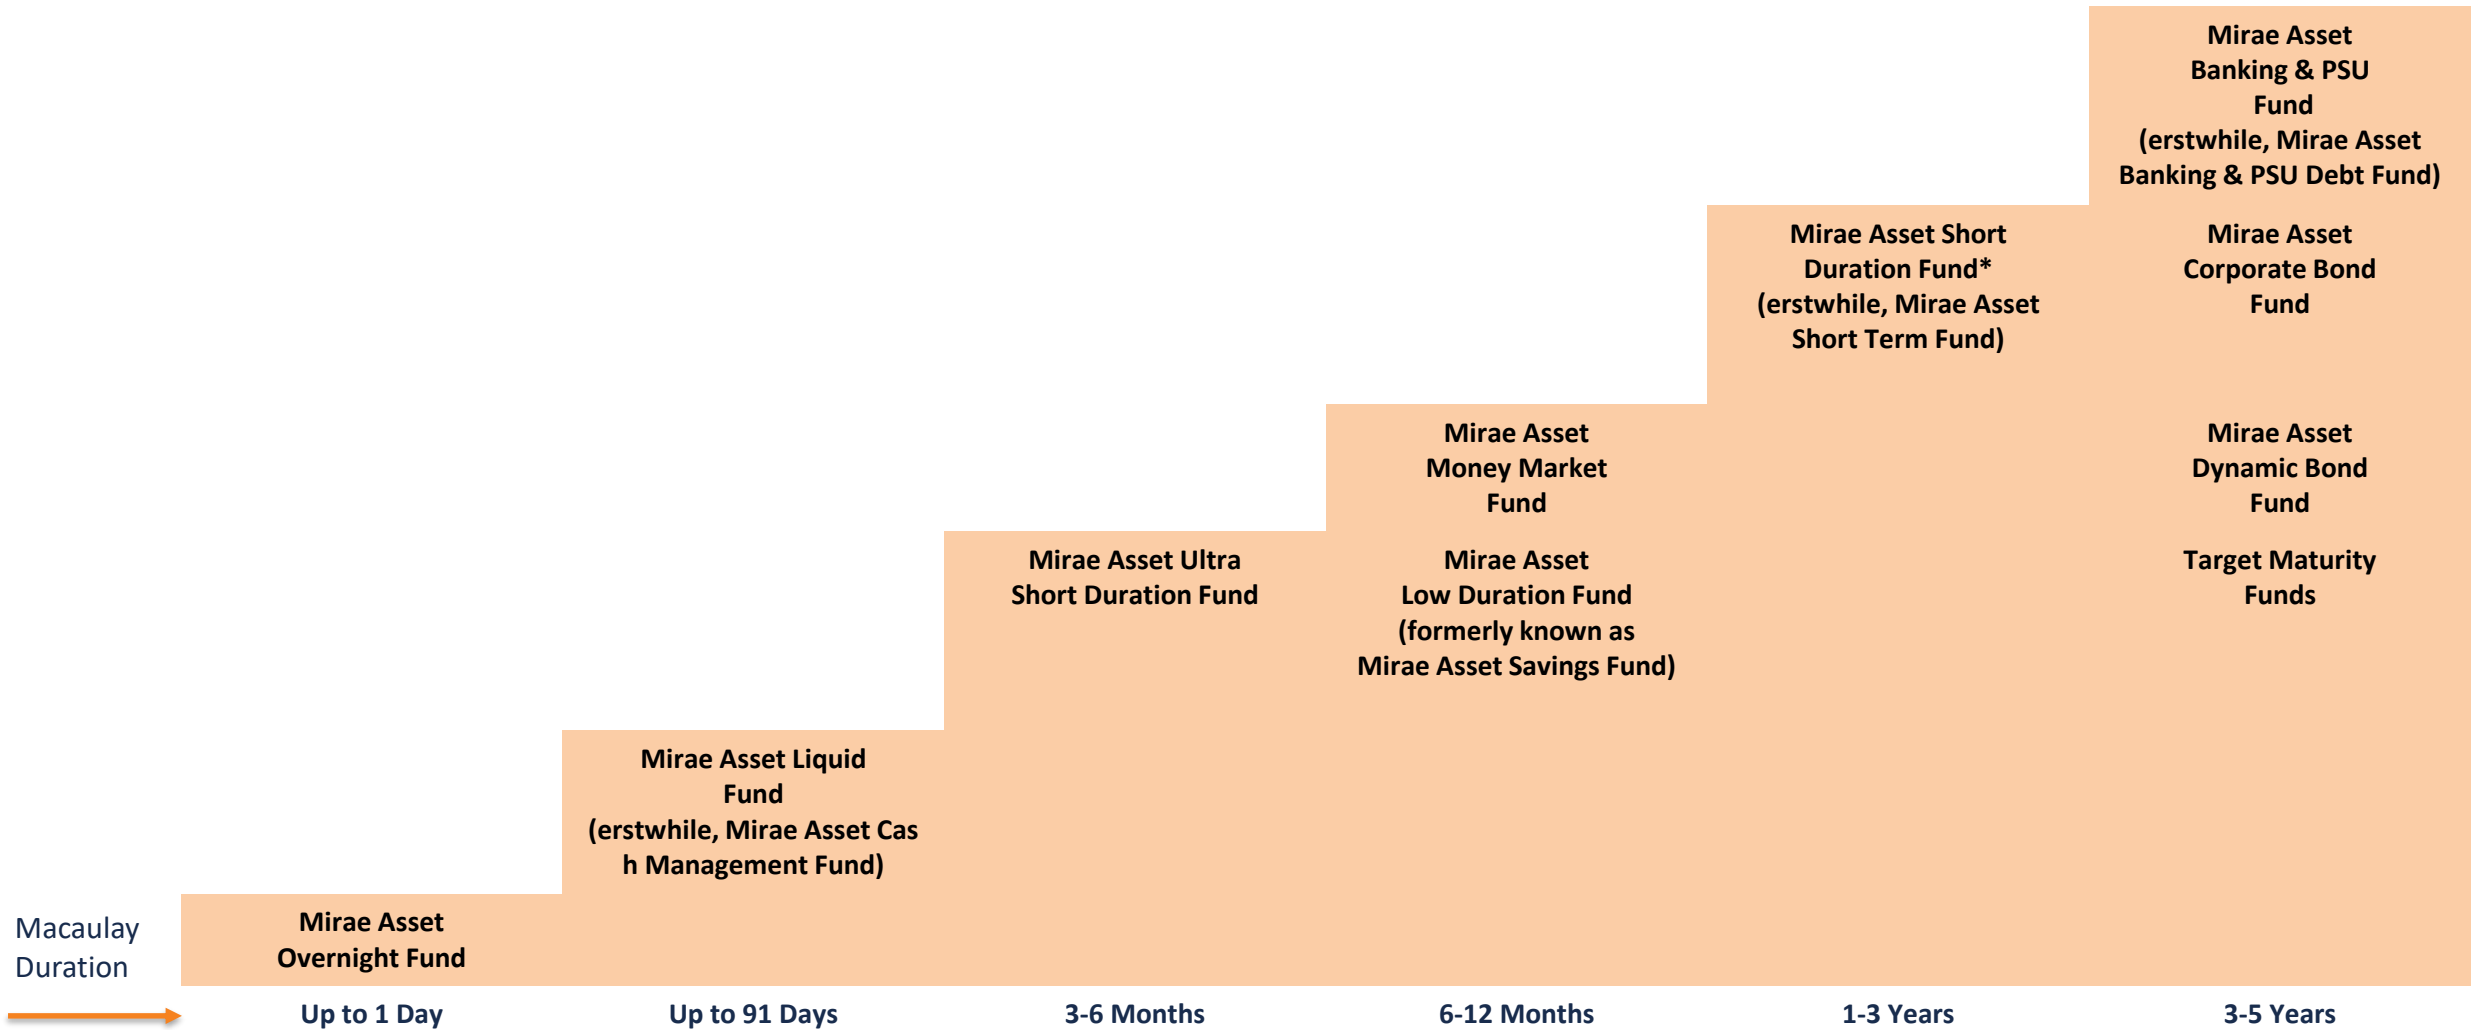 Mirae Asset
Banking & PSU
Fund
(erstwhile, Mirae Asset
Banking & PSU Debt Fund)
Mirae Asset Short
Duration Fund*
(erstwhile, Mirae Asset
Short Term Fund)
Mirae Asset
Corporate Bond
Fund
Mirae Asset
Money Market
Fund
Mirae Asset
Dynamic Bond
Fund
Mirae Asset Ultra
Short Duration Fund
Mirae Asset
Low Duration Fund
(formerly known as
Mirae Asset Savings Fund)
Target Maturity
Funds
Mirae Asset Liquid
Fund
(erstwhile, Mirae Asset Cas
h Management Fund)
Macaulay
Duration
Mirae Asset
Overnight Fund
Up to 1 Day
Up to 91 Days
3-6 Months
6-12 Months
1-3 Years
3-5 Years